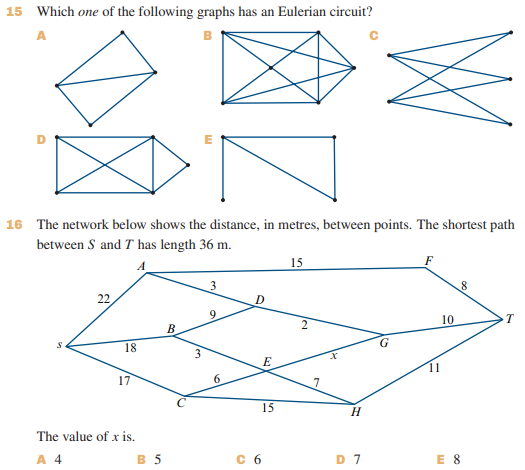 15 Which one of the following graphs has an Eulerian circuit?
A B C
D E
16 The network below shows the distance, in metres, between points. The shortest path
between S and T has length 36 m.
A 15 F
22 3 8
9 D
B 2 10 T
S 18 3 E x G
17 6 7 11
C 15 H
The value of x is.
A 4 B 5 C 6 D 7 E 8